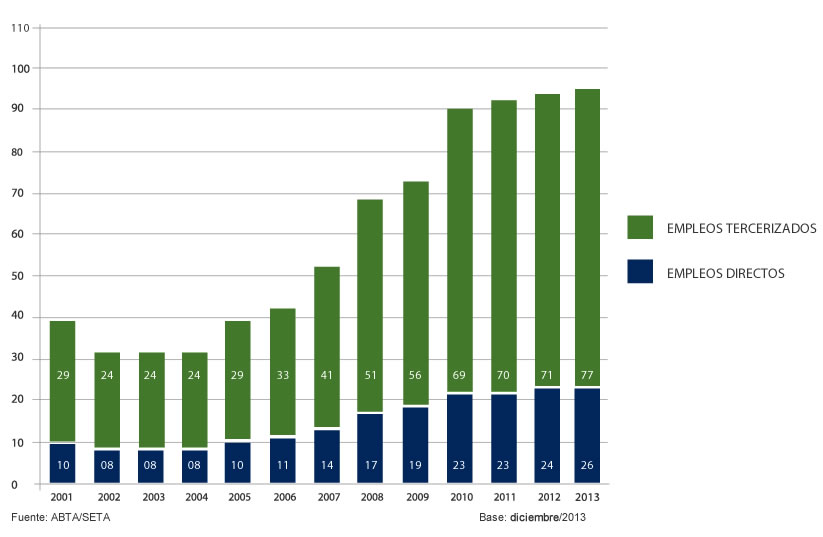 110
100
90
80
70
60
50
40
30
20
10
0
29 24 24 24 29 33 41 51 56 69 70 71 77
10 08 08 08 10 11 14 17 19 23 23 24 26
2001 2002 2003 2004 2005 2006 2007 2008 2009 2010 2011 2012 2013
EMPLEOS TERCERIZADOS
EMPLEOS DIRECTOS
Fuente: ABTA/SETA
Base: diciembre/2013